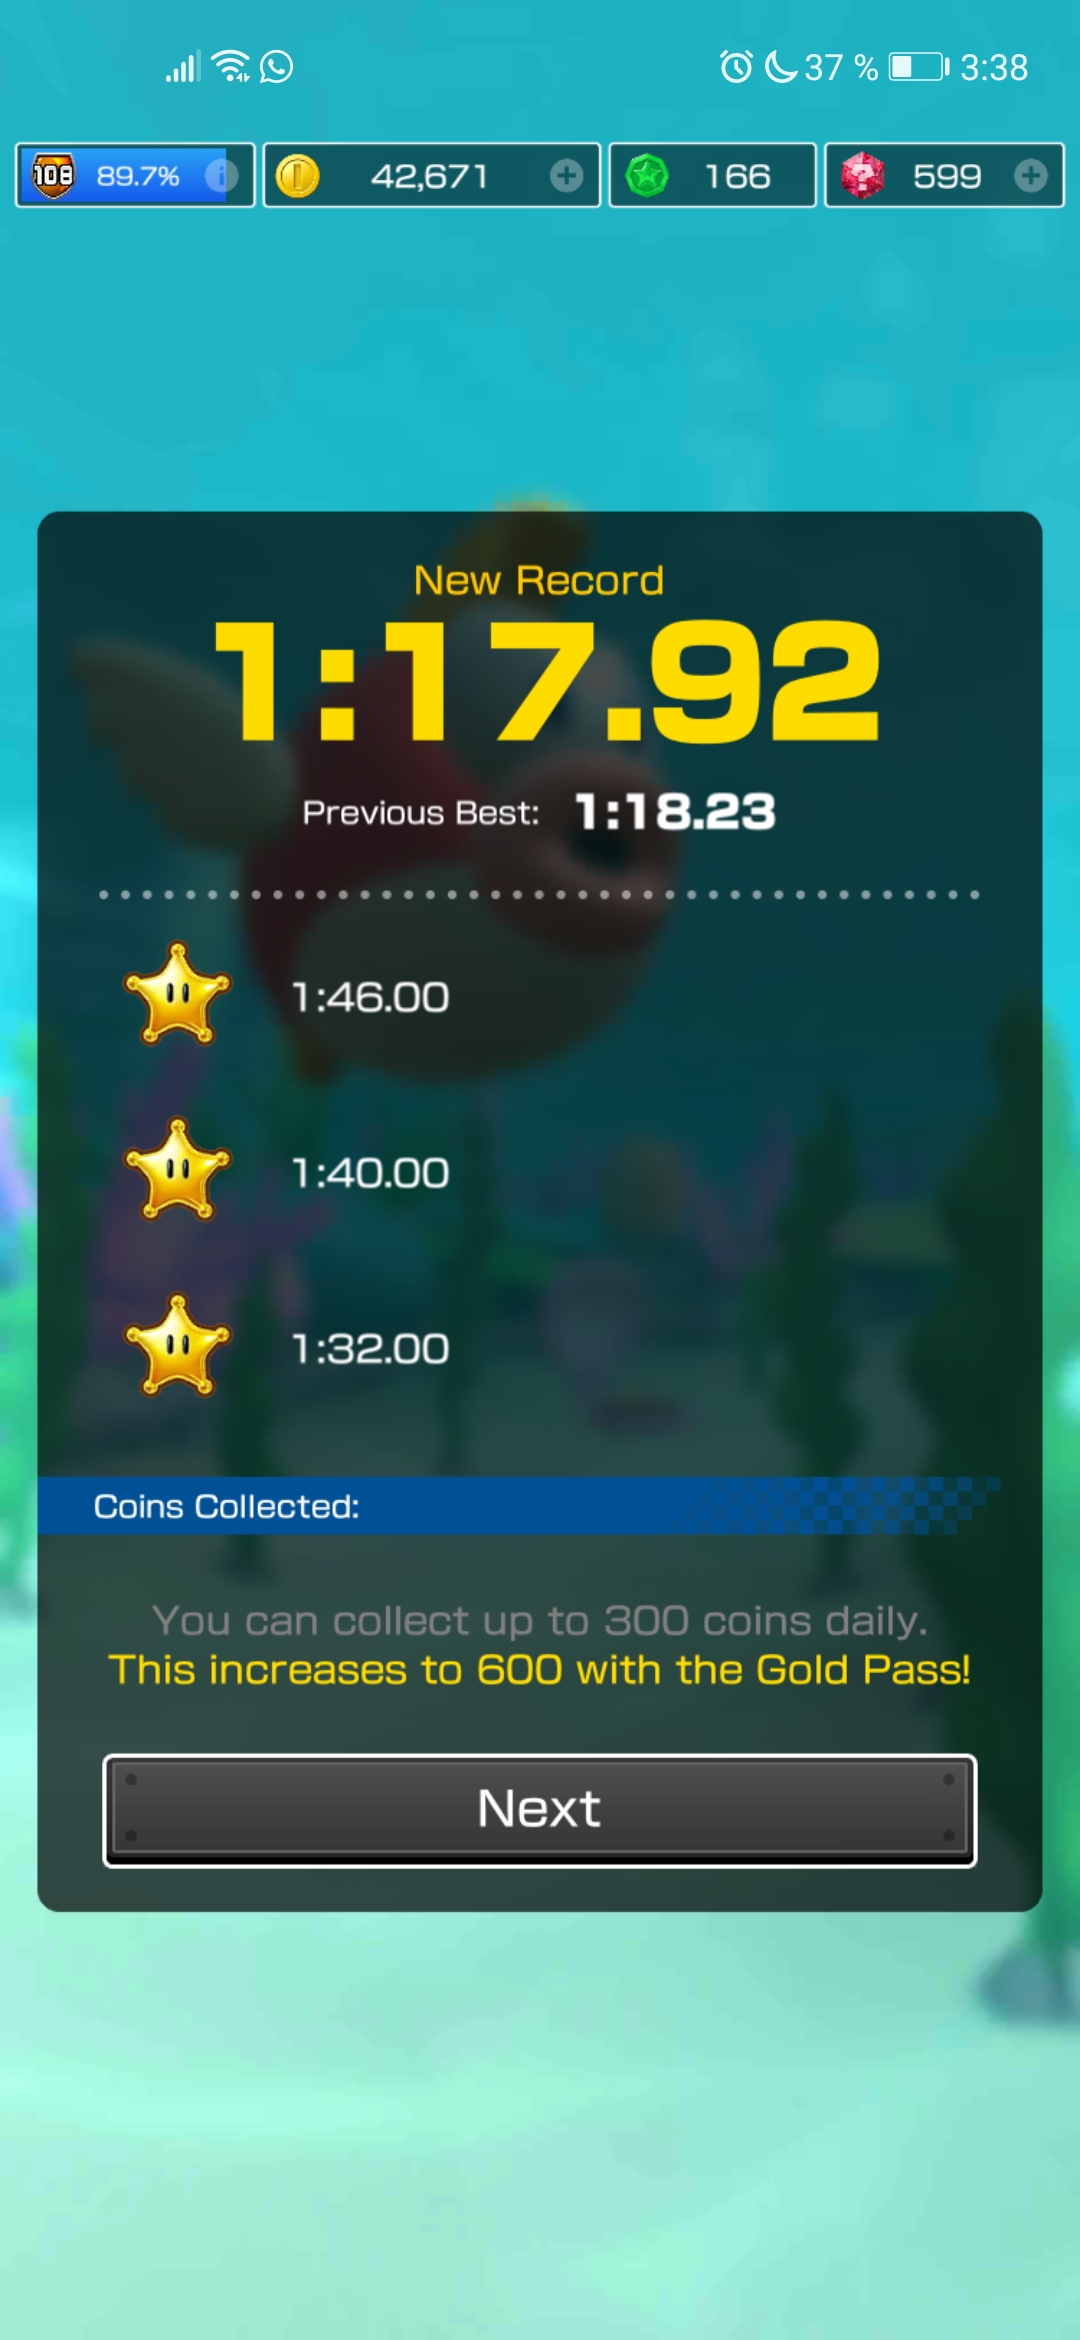 37 % 3:38
108 89.7% i 42,671 + 166 ? 599 +
New Record
1:17.92
Previous Best: 1:18.23
1:46.00
1:40.00
1:32.00
Coins Collected:
You can collect up to 300 coins daily.
This increases to 600 with the Gold Pass!
Next